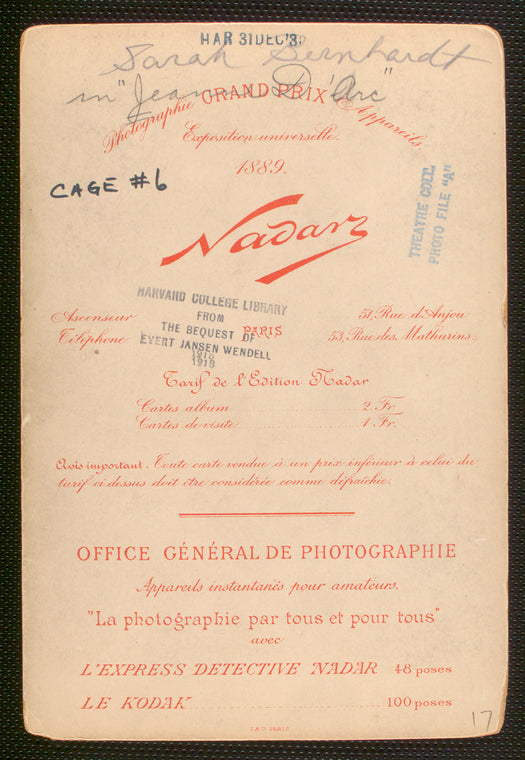 HAR 31DEC'3
Sarah Bernhardt
in "Jeanne D'Arc"
Photographie GRAND PRIX Appareils.
Exposition universelle.
1889.
CAGE #6
THEATRE COLL.
PHOTO FILE "A"
Nadar
HARVARD COLLEGE LIBRARY
FROM
THE BEQUEST OF
EVERT JANSEN WENDELL
1918
Ascenseur
Téléphone
PARIS
51, Rue d'Anjou
53, Rue des Mathurins.
Tarif de l'Edition Nadar
Cartes album 2 Fr.
Cartes de visite 1 Fr.
Avis important. Toute carte vendue à un prix inférieur à celui du
tarif ci dessus doit être considérée comme défraîchie.
OFFICE GÉNÉRAL DE PHOTOGRAPHIE
Appareils instantanés pour amateurs.
"La photographie par tous et pour tous"
avec
L'EXPRESS DETECTIVE NADAR 48 poses
LE KODAK 100 poses
17